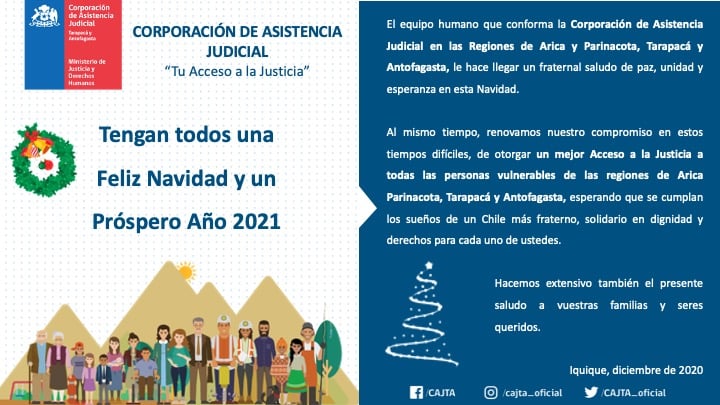 Corporación
de Asistencia
Judicial
Tarapacá y
Antofagasta
Ministerio de
Justicia y
Derechos
Humanos
CORPORACIÓN DE ASISTENCIA
JUDICIAL
“Tu Acceso a la Justicia”
Tengan todos una
Feliz Navidad y un
Próspero Año 2021
El equipo humano que conforma la Corporación de Asistencia
Judicial en las Regiones de Arica y Parinacota, Tarapacá y
Antofagasta, le hace llegar un fraternal saludo de paz, unidad y
esperanza en esta Navidad.
Al mismo tiempo, renovamos nuestro compromiso en estos
tiempos difíciles, de otorgar un mejor Acceso a la Justicia a
todas las personas vulnerables de las regiones de Arica
Parinacota, Tarapacá y Antofagasta, esperando que se cumplan
los sueños de un Chile más fraterno, solidario en dignidad y
derechos para cada uno de ustedes.
Hacemos extensivo también el presente
saludo a vuestras familias y seres
queridos.
Iquique, diciembre de 2020
/CAJTA /cajta_oficial /CAJTA_oficial